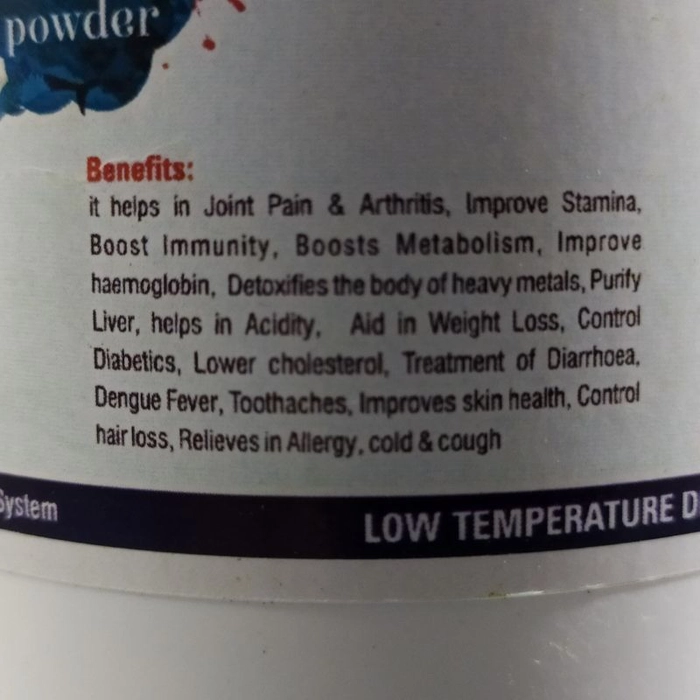 powder
Benefits:
it helps in Joint Pain & Arthritis, Improve Stamina,
Boost Immunity, Boosts Metabolism, Improve
haemoglobin, Detoxifies the body of heavy metals, Purify
Liver, helps in Acidity, Aid in Weight Loss, Control
Diabetics, Lower cholesterol, Treatment of Diarrhoea,
Dengue Fever, Toothaches, Improves skin health, Control
hair loss, Relieves in Allergy, cold & cough
System
LOW TEMPERATURE D